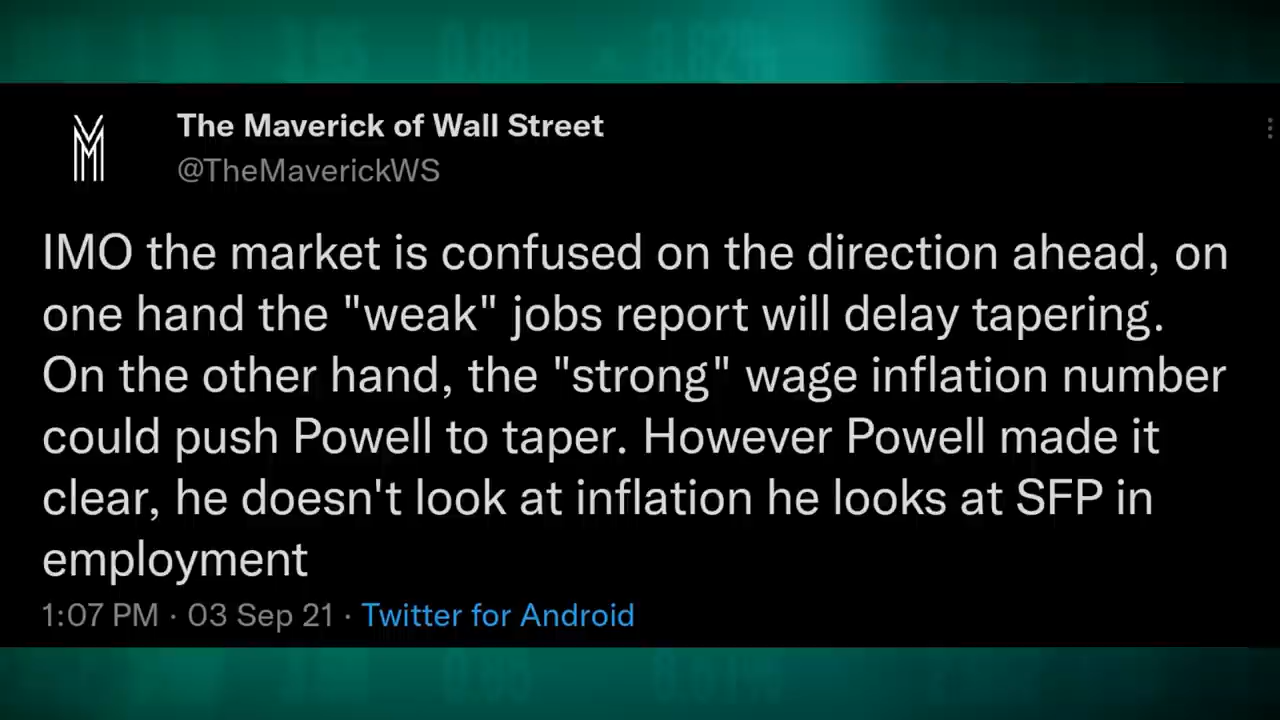 The Maverick of Wall Street
@TheMaverickWS
IMO the market is confused on the direction ahead, on
one hand the "weak" jobs report will delay tapering.
On the other hand, the "strong" wage inflation number
could push Powell to taper. However Powell made it
clear, he doesn't look at inflation he looks at SFP in
employment
1:07 PM · 03 Sep 21 · Twitter for Android